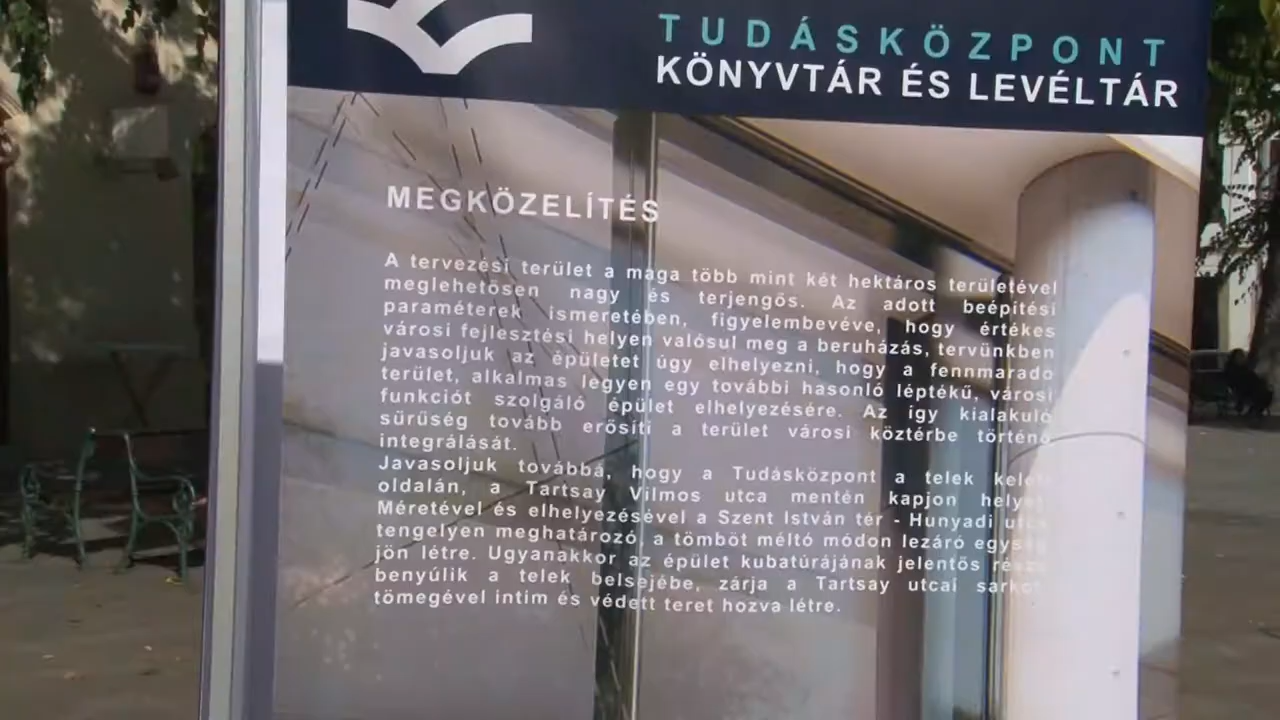 TUDÁSKÖZPONT
KÖNYVTÁR ÉS LEVÉLTÁR
MEGKÖZELÍTÉS
A tervezési terület a maga több mint két hektáros területével
meglehetősen nagy és terjengős. Az adott beépítési
paraméterek ismeretében, figyelembevéve, hogy értékes
városi fejlesztési helyen valósul meg a beruházás, tervünkben
javasoljuk az épületet úgy elhelyezni, hogy a fennmaradó
terület, alkalmas legyen egy további hasonló léptékű, városi
funkciót szolgáló épület elhelyezésére. Az így kialakuló
sűrűség tovább erősíti a terület városi köztérbe történő
integrálását.
Javasoljuk továbbá, hogy a Tudásközpont a telek keleti
oldalán, a Tartsay Vilmos utca mentén kapjon helyet.
Méretével és elhelyezésével a Szent István tér - Hunyadi utca
tengelyen meghatározó, a tömböt méltó módon lezáró egység
jön létre. Ugyanakkor az épület kubatúrájának jelentős része
benyúlik a telek belsejébe, zárja a Tartsay utcai sarkot,
tömegével intim és védett teret hozva létre.